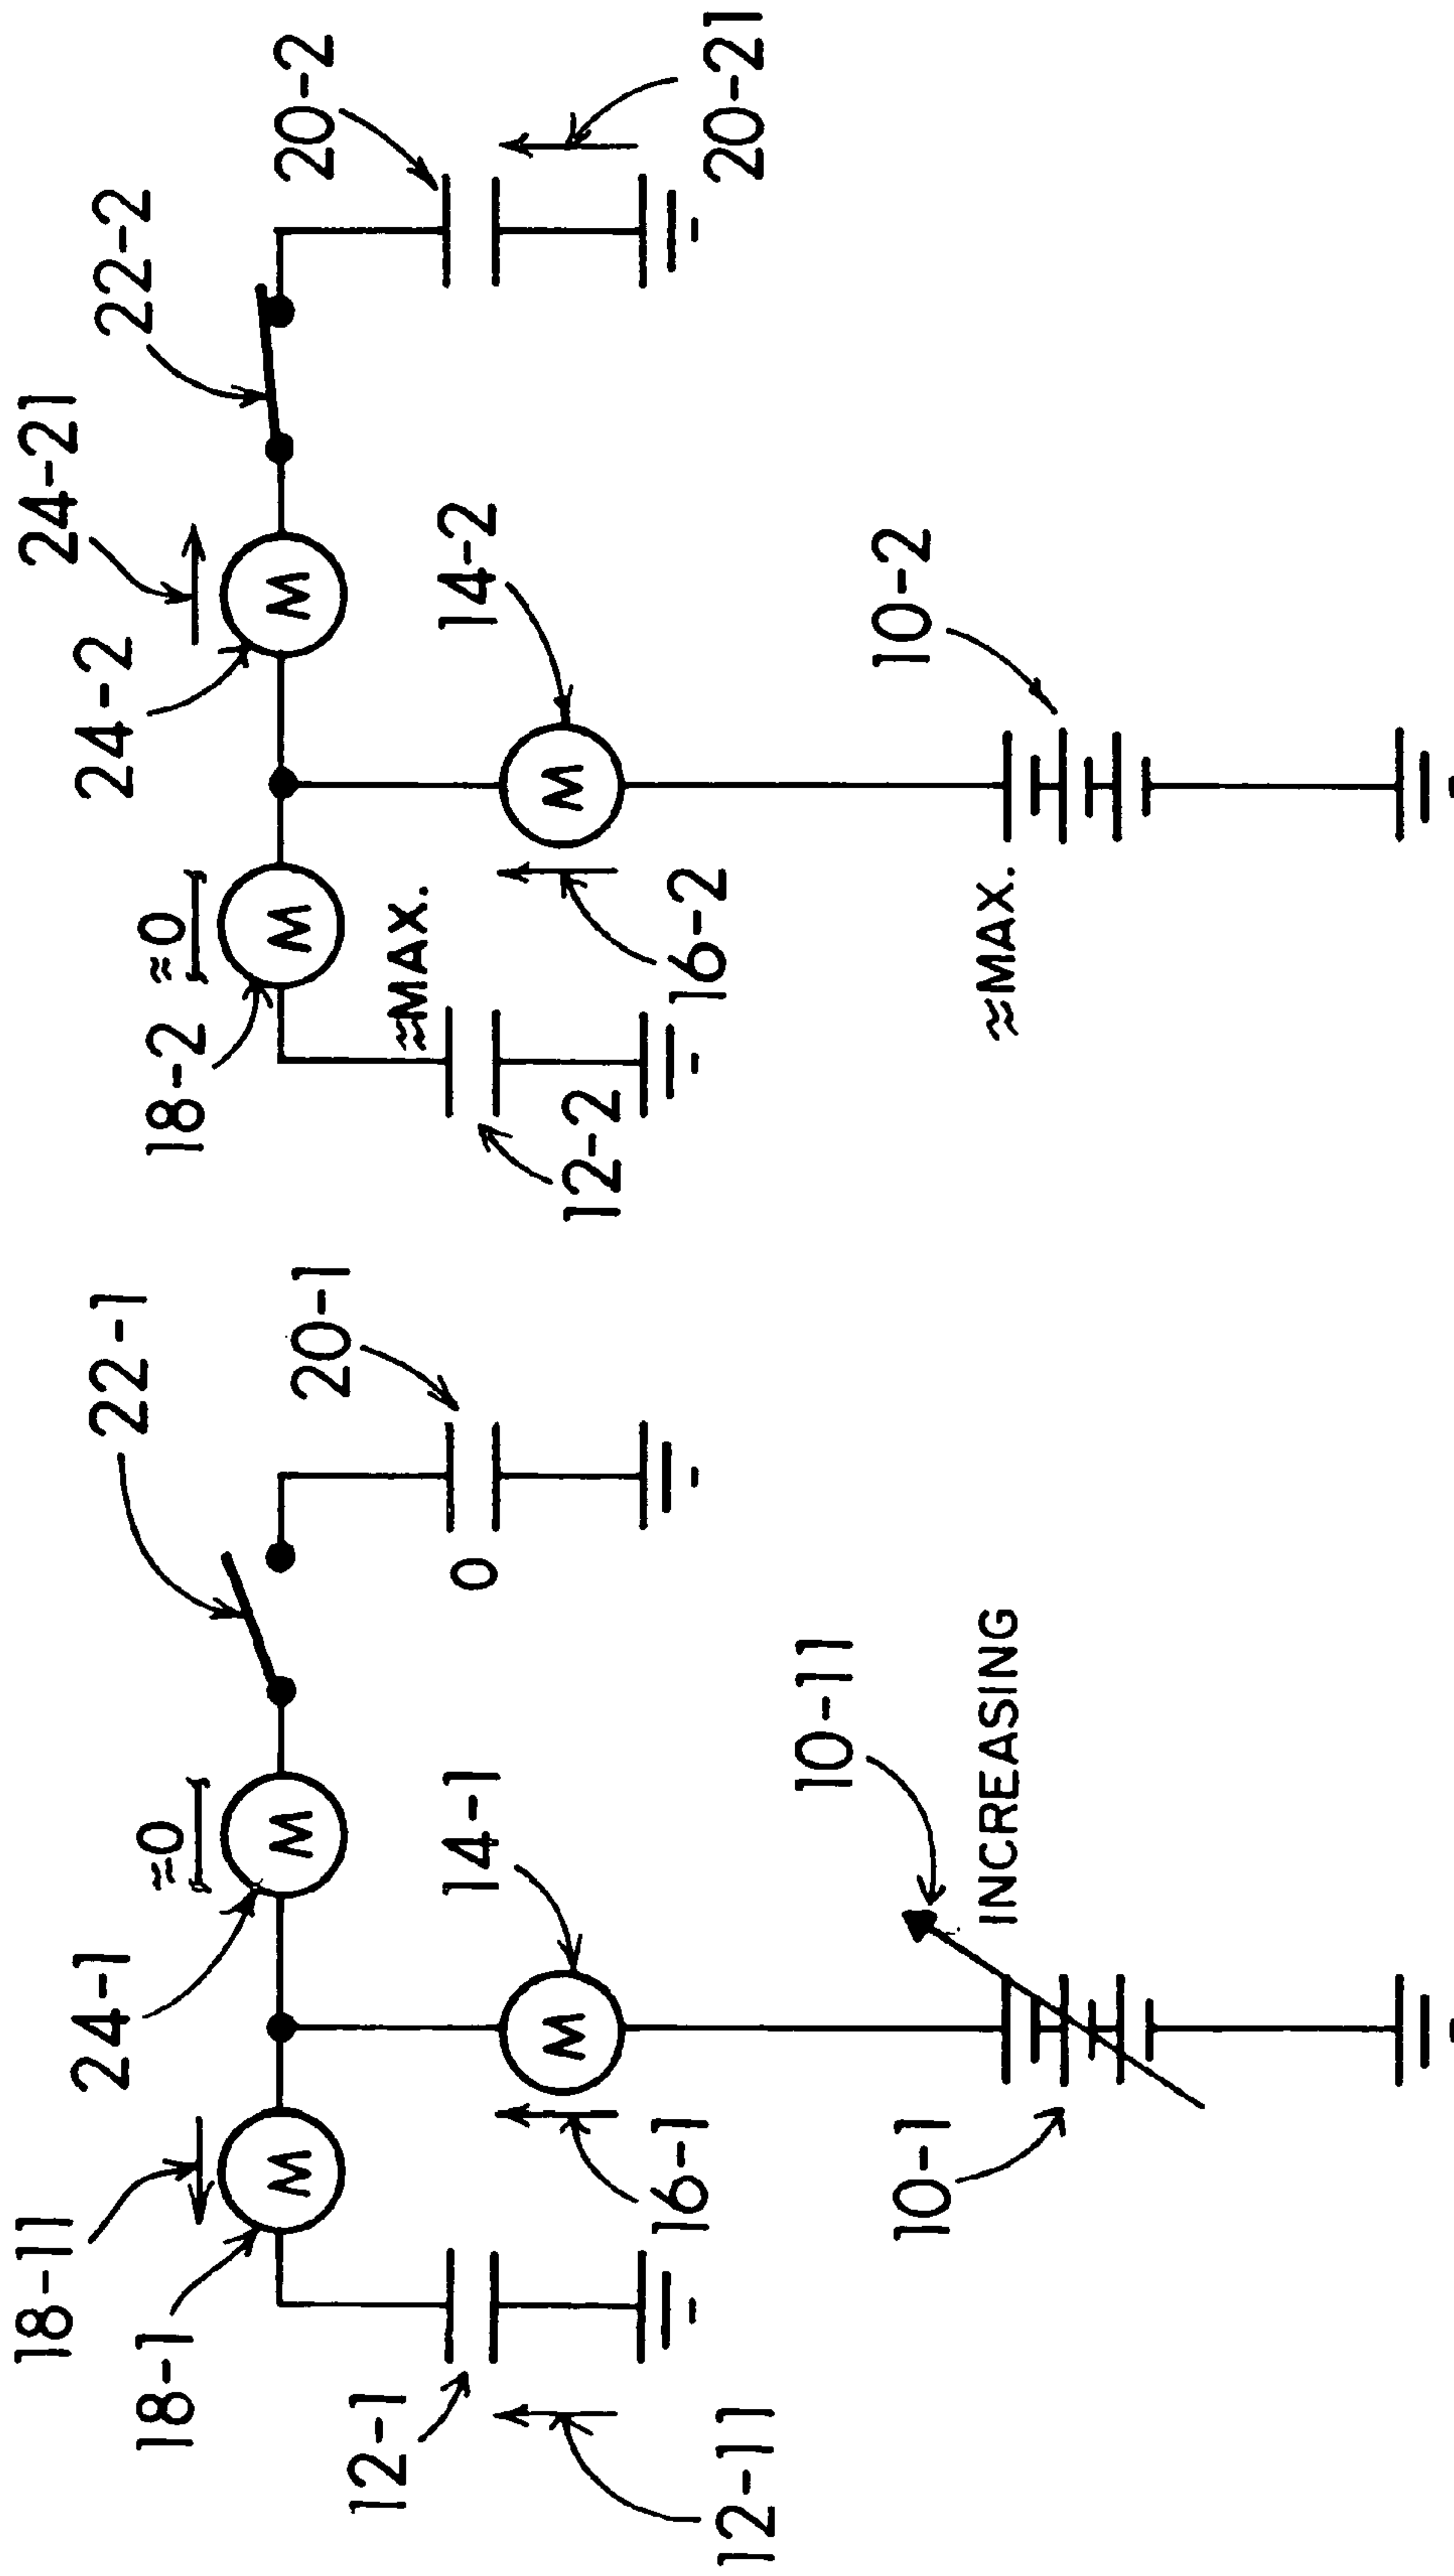 18-11
18-1
24-1
≈0
22-1
12-1
12-11
16-1
14-1
0
20-1
10-1
10-11
INCREASING
M
M
M
18-2
≈0
24-2
24-21
22-2
20-2
≈MAX.
12-2
16-2
14-2
20-21
≈MAX.
10-2
M
M
M